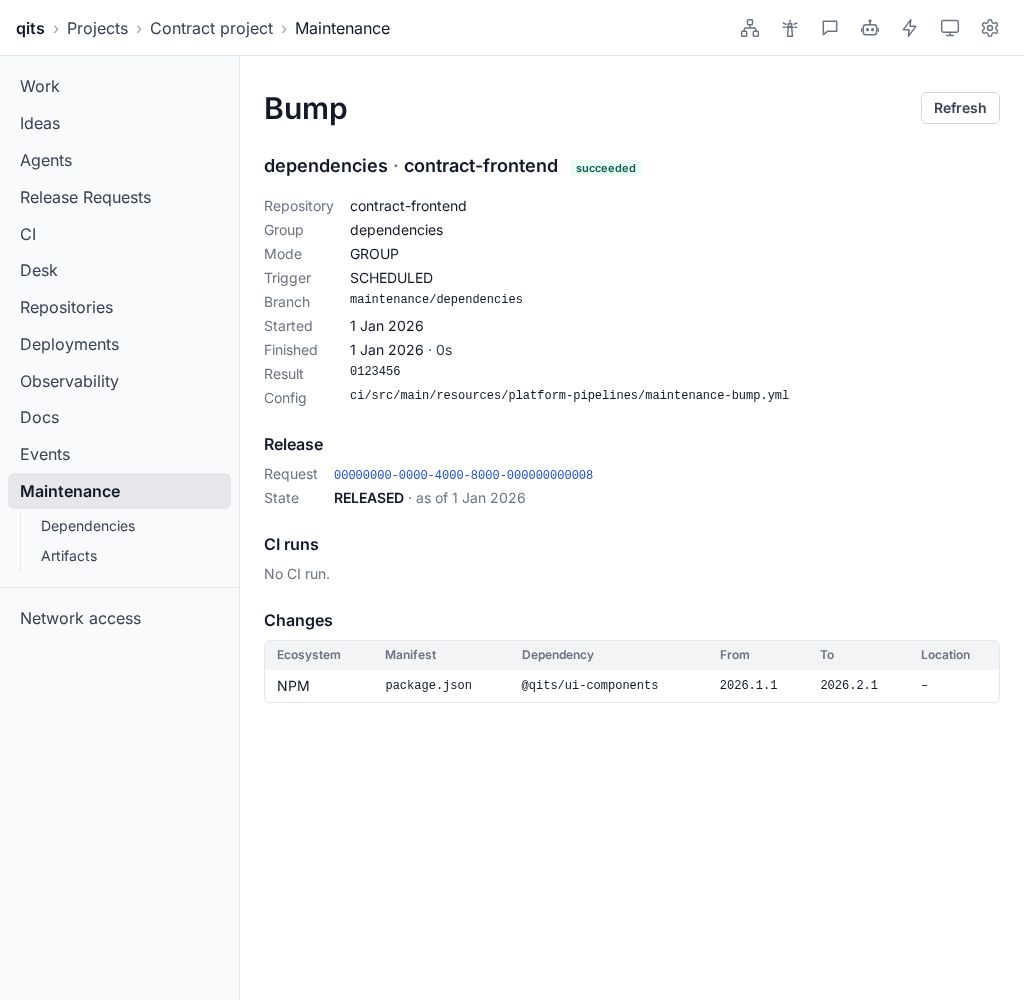 qits › Projects › Contract project › Maintenance
Work
Ideas
Agents
Release Requests
CI
Desk
Repositories
Deployments
Observability
Docs
Events
Maintenance
Dependencies
Artifacts
Network access
Bump
Refresh
dependencies · contract-frontend succeeded
Repository contract-frontend
Group dependencies
Mode GROUP
Trigger SCHEDULED
Branch maintenance/dependencies
Started 1 Jan 2026
Finished 1 Jan 2026 · 0s
Result 0123456
Config ci/src/main/resources/platform-pipelines/maintenance-bump.yml
Release
Request 00000000-0000-4000-8000-000000000008
State RELEASED · as of 1 Jan 2026
CI runs
No CI run.
Changes
Ecosystem Manifest Dependency From To Location
NPM package.json @qits/ui-components 2026.1.1 2026.2.1 –